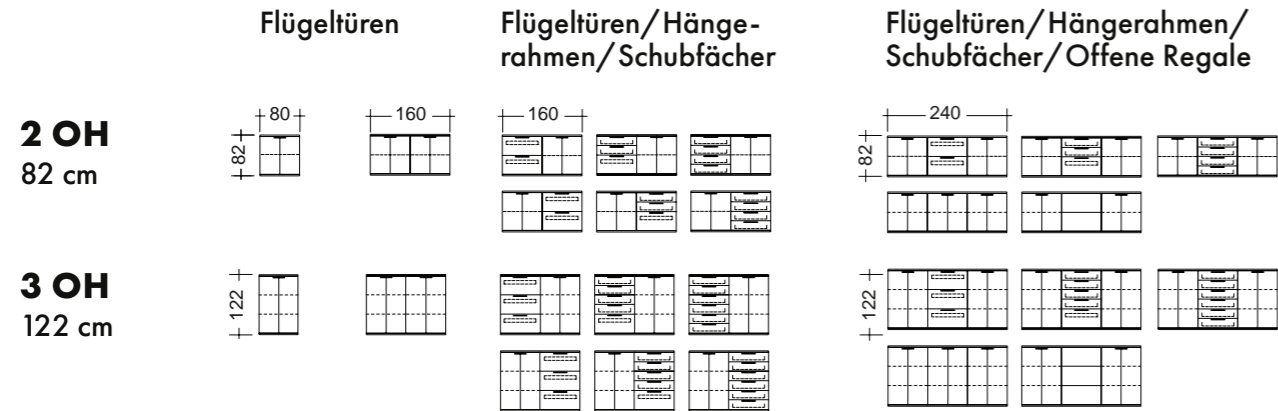 Flügeltüren
Flügeltüren/Hänge-
rahmen/Schubfächer
Flügeltüren/Hängerahmen/
Schubfächer/Offene Regale
2 OH
82 cm
80
160
160
240
82
82
3 OH
122 cm
122
122